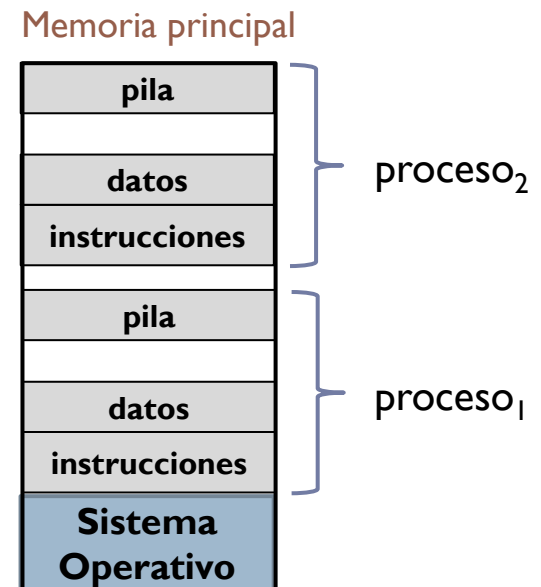 Memoria principal
pila
datos
instrucciones
proceso₂
pila
datos
instrucciones
proceso₁
Sistema
Operativo